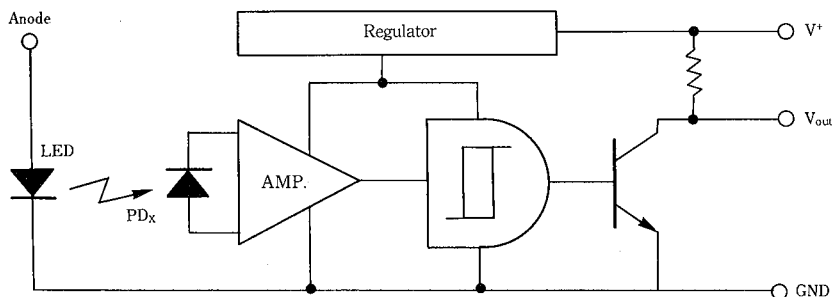 Anode
Regulator
V+
Vout
LED
AMP.
PDx
GND